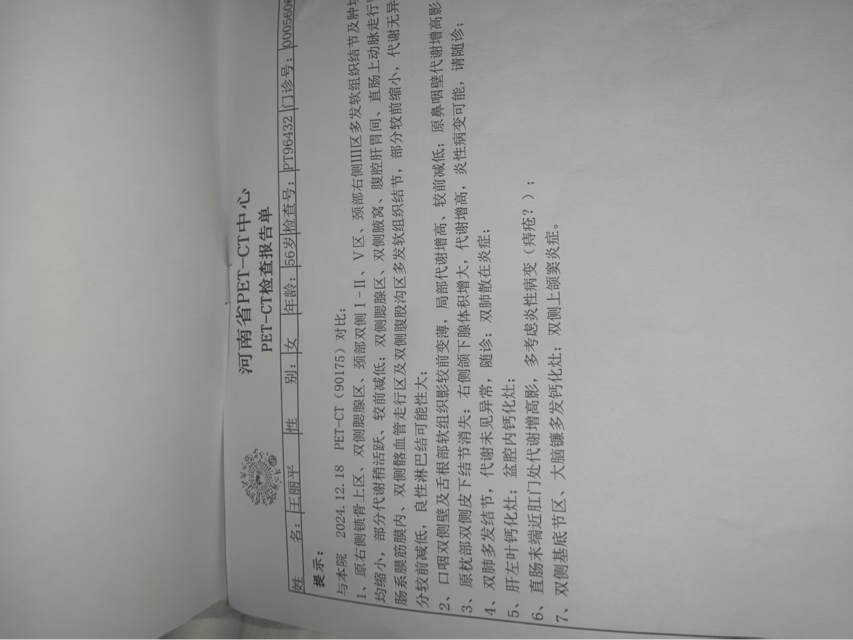 河南省PET-CT中心
PET-CT检查报告单
姓 名：王丽平 性 别：女 年龄：56岁 检查号：PT96432 门诊号：0005606
提示：
与本院 2024.12.18 PET-CT（90175）对比：
1、原右侧锁骨上区、双侧腮腺区、颈部双侧Ⅰ-Ⅱ、Ⅴ区、颈部右侧Ⅲ区多发软组织结节及肿块
均缩小，部分代谢稍活跃、较前减低；双侧腮腺区、双侧腋窝、腹腔肝胃间、直肠上动脉走行
肠系膜筋膜内、双侧髂血管走行区及双侧腹股沟区多发软组织结节，部分较前缩小，代谢无异
分较前减低，良性淋巴结可能性大；
2、口咽双侧壁及舌根部软组织影较前变薄，局部代谢增高、较前减低；原鼻咽壁代谢增高影
3、原枕部双侧皮下结节消失；右侧颌下腺体积增大，代谢增高，炎性病变可能，请随诊；
4、双肺多发结节，代谢未见异常，随诊；双肺散在炎症；
5、肝左叶钙化灶；盆腔内钙化灶；
6、直肠末端近肛门处代谢增高影，多考虑炎性病变（痔疮？）；
7、双侧基底节区、大脑镰多发钙化灶；双侧上颌窦炎症。